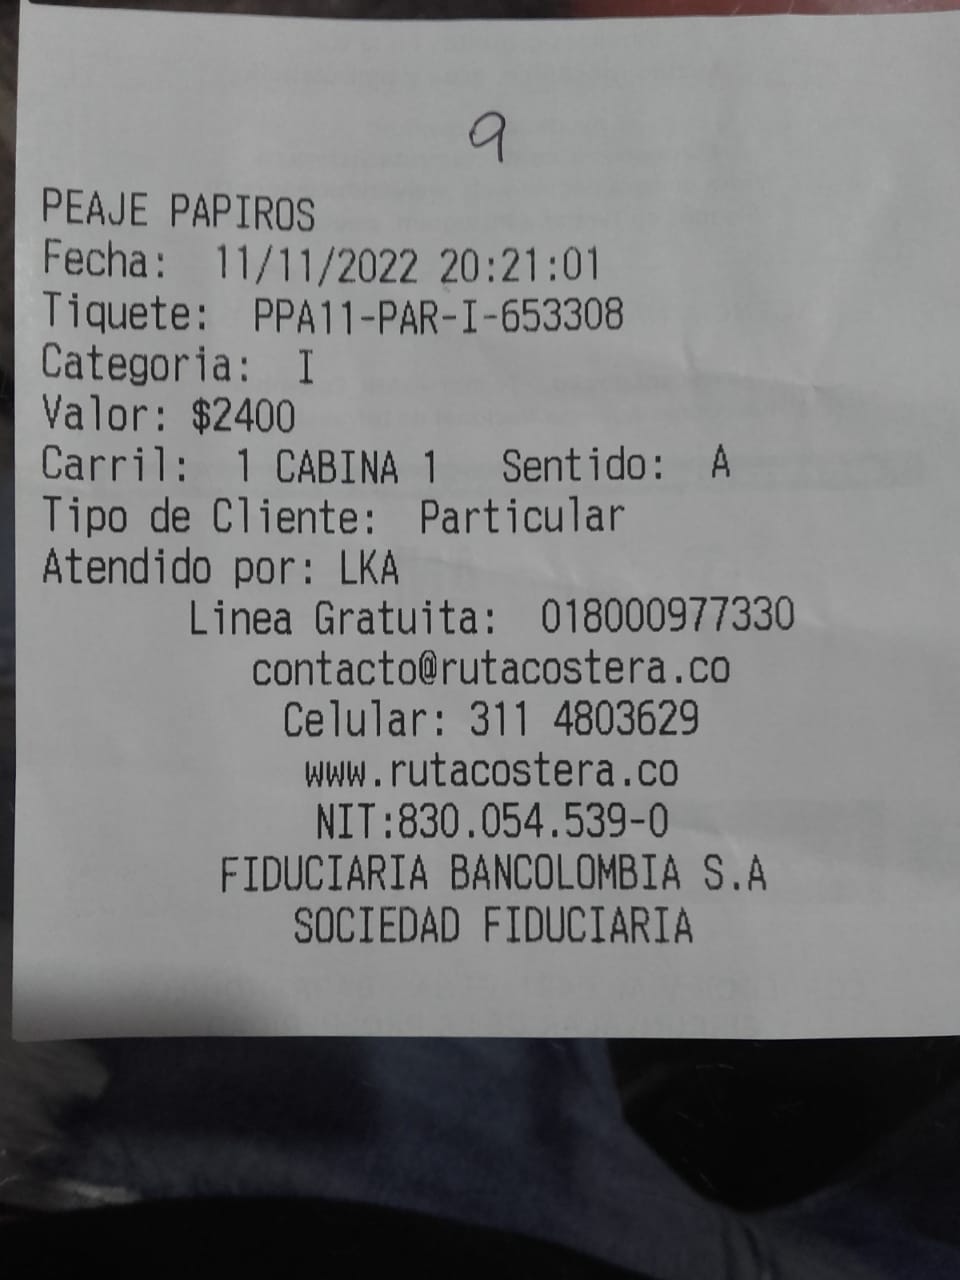 9
PEAJE PAPIROS
Fecha: 11/11/2022 20:21:01
Tiquete: PPA11-PAR-I-653308
Categoria: I
Valor: $2400
Carril: 1 CABINA 1 Sentido: A
Tipo de Cliente: Particular
Atendido por: LKA
Linea Gratuita: 018000977330
contacto@rutacostera.co
Celular: 311 4803629
www.rutacostera.co
NIT:830.054.539-0
FIDUCIARIA BANCOLOMBIA S.A
SOCIEDAD FIDUCIARIA